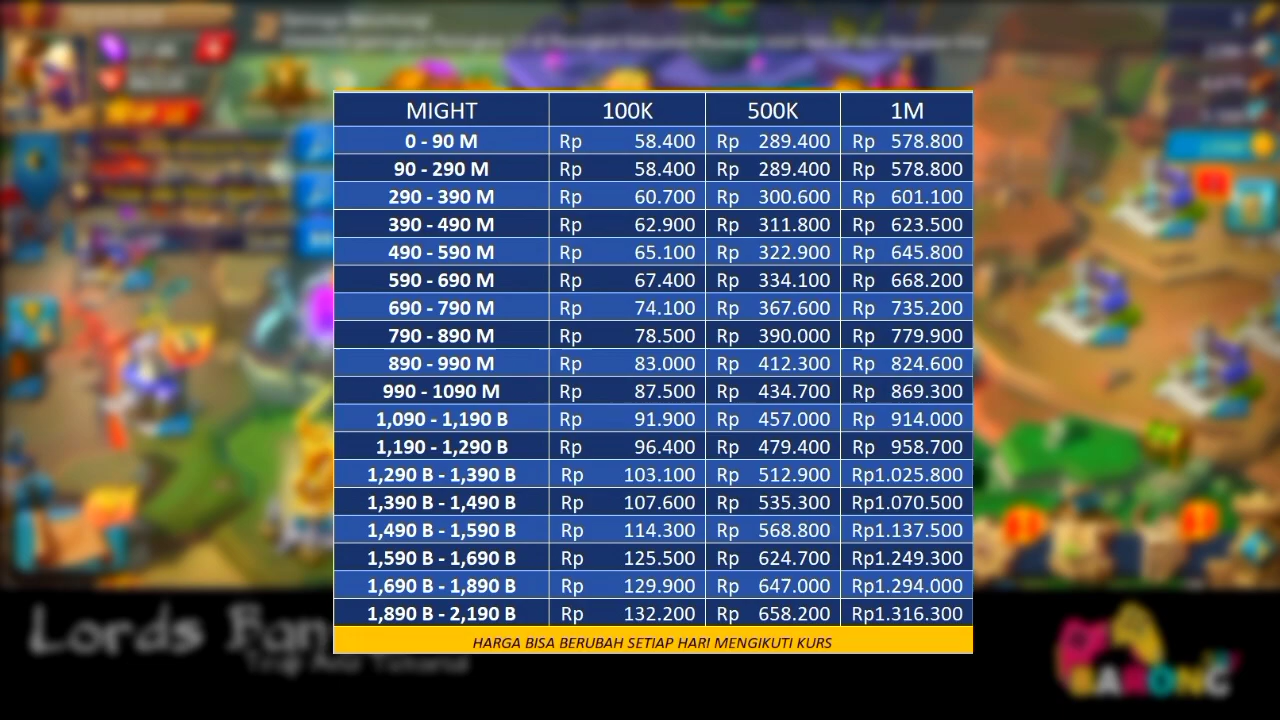 MIGHT 100K 500K 1M
0 - 90 M Rp 58.400 Rp 289.400 Rp 578.800
90 - 290 M Rp 58.400 Rp 289.400 Rp 578.800
290 - 390 M Rp 60.700 Rp 300.600 Rp 601.100
390 - 490 M Rp 62.900 Rp 311.800 Rp 623.500
490 - 590 M Rp 65.100 Rp 322.900 Rp 645.800
590 - 690 M Rp 67.400 Rp 334.100 Rp 668.200
690 - 790 M Rp 74.100 Rp 367.600 Rp 735.200
790 - 890 M Rp 78.500 Rp 390.000 Rp 779.900
890 - 990 M Rp 83.000 Rp 412.300 Rp 824.600
990 - 1090 M Rp 87.500 Rp 434.700 Rp 869.300
1,090 - 1,190 B Rp 91.900 Rp 457.000 Rp 914.000
1,190 - 1,290 B Rp 96.400 Rp 479.400 Rp 958.700
1,290 B - 1,390 B Rp 103.100 Rp 512.900 Rp1.025.800
1,390 B - 1,490 B Rp 107.600 Rp 535.300 Rp1.070.500
1,490 B - 1,590 B Rp 114.300 Rp 568.800 Rp1.137.500
1,590 B - 1,690 B Rp 125.500 Rp 624.700 Rp1.249.300
1,690 B - 1,890 B Rp 129.900 Rp 647.000 Rp1.294.000
1,890 B - 2,190 B Rp 132.200 Rp 658.200 Rp1.316.300
HARGA BISA BERUBAH SETIAP HARI MENGIKUTI KURS
Lords
BARONG